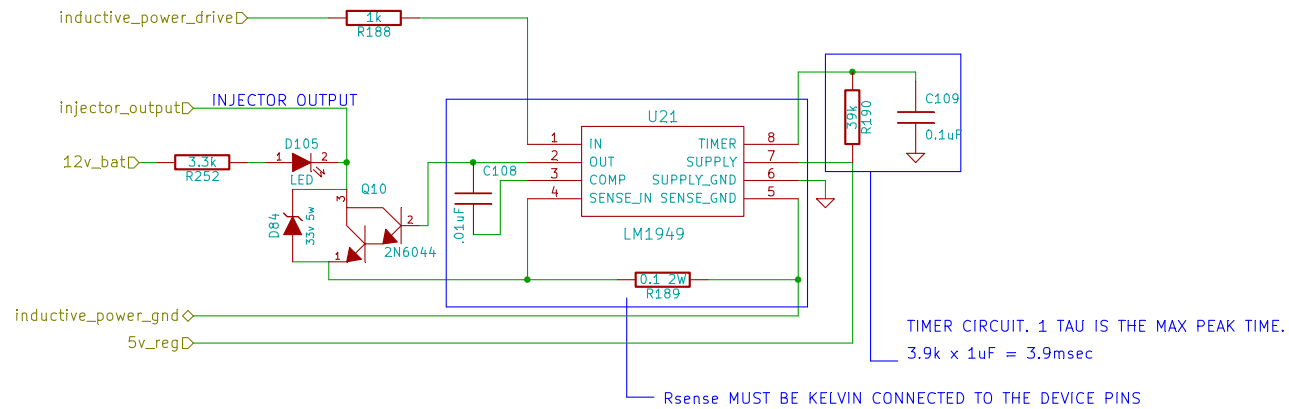 inductive_power_drive
1k
R188
injector_output
INJECTOR OUTPUT
12v_bat
3.3k
R252
D105
1
2
LED
Q10
3
2
1
2N6044
D84
33v 5w
C108
.01uF
U21
1
IN
TIMER
8
2
OUT
SUPPLY
7
3
COMP
SUPPLY_GND
6
4
SENSE_IN
SENSE_GND
5
LM1949
0.1 2W
R189
39k
R190
C109
0.1uF
inductive_power_gnd
5v_reg
TIMER CIRCUIT. 1 TAU IS THE MAX PEAK TIME.
3.9k x 1uF = 3.9msec
Rsense MUST BE KELVIN CONNECTED TO THE DEVICE PINS